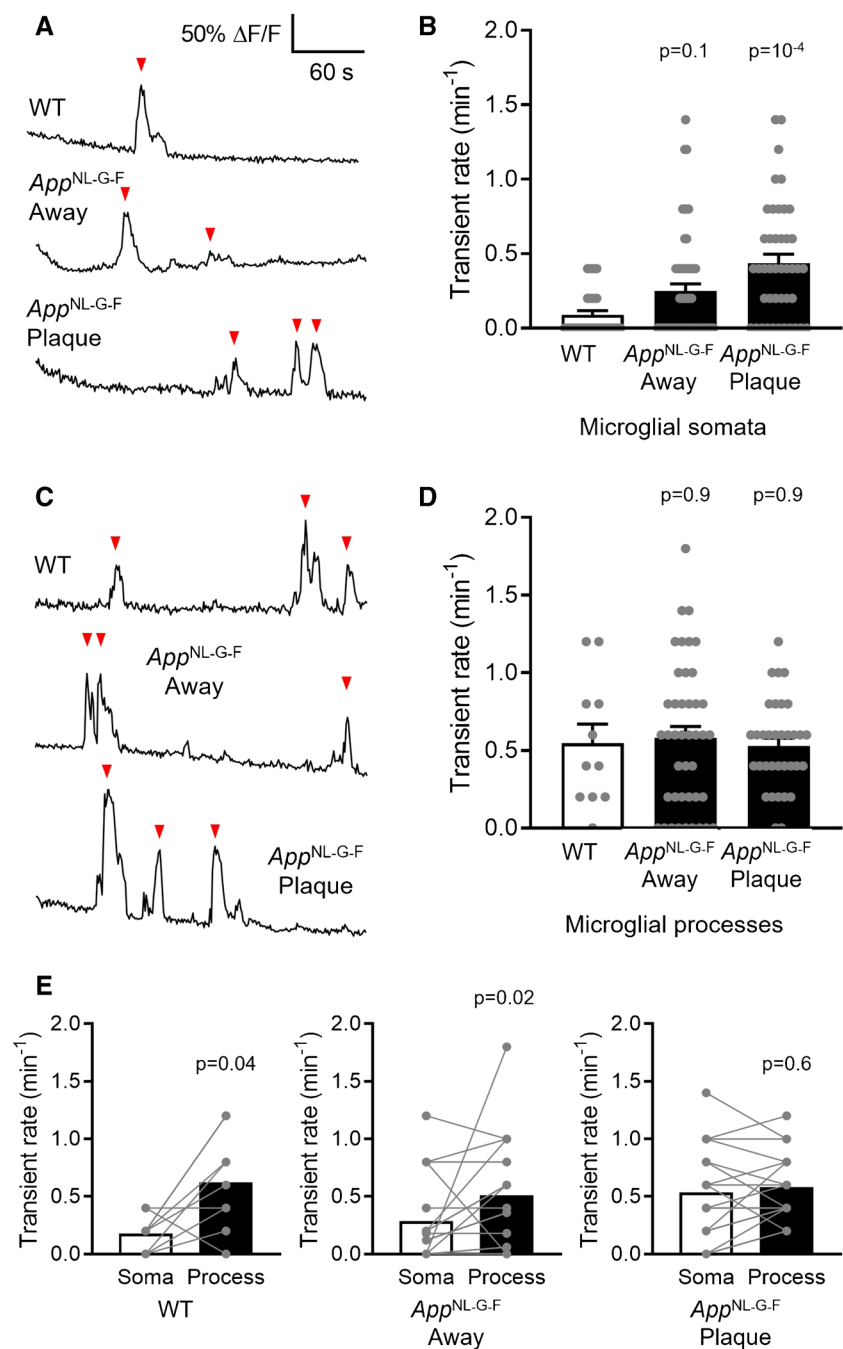 A
50% ΔF/F
60 s
WT
App^NL-G-F
Away
App^NL-G-F
Plaque
B
Transient rate (min⁻¹)
2.0
1.5
1.0
0.5
0.0
p=0.1
p=10⁻⁴
WT
App^NL-G-F
Away
App^NL-G-F
Plaque
Microglial somata
C
WT
App^NL-G-F
Away
App^NL-G-F
Plaque
D
Transient rate (min⁻¹)
2.0
1.5
1.0
0.5
0.0
p=0.9
p=0.9
WT
App^NL-G-F
Away
App^NL-G-F
Plaque
Microglial processes
E
Transient rate (min⁻¹)
2.0
1.5
1.0
0.5
0.0
p=0.04
Soma Process
WT
Transient rate (min⁻¹)
2.0
1.5
1.0
0.5
0.0
p=0.02
Soma Process
App^NL-G-F
Away
Transient rate (min⁻¹)
2.0
1.5
1.0
0.5
0.0
p=0.6
Soma Process
App^NL-G-F
Plaque